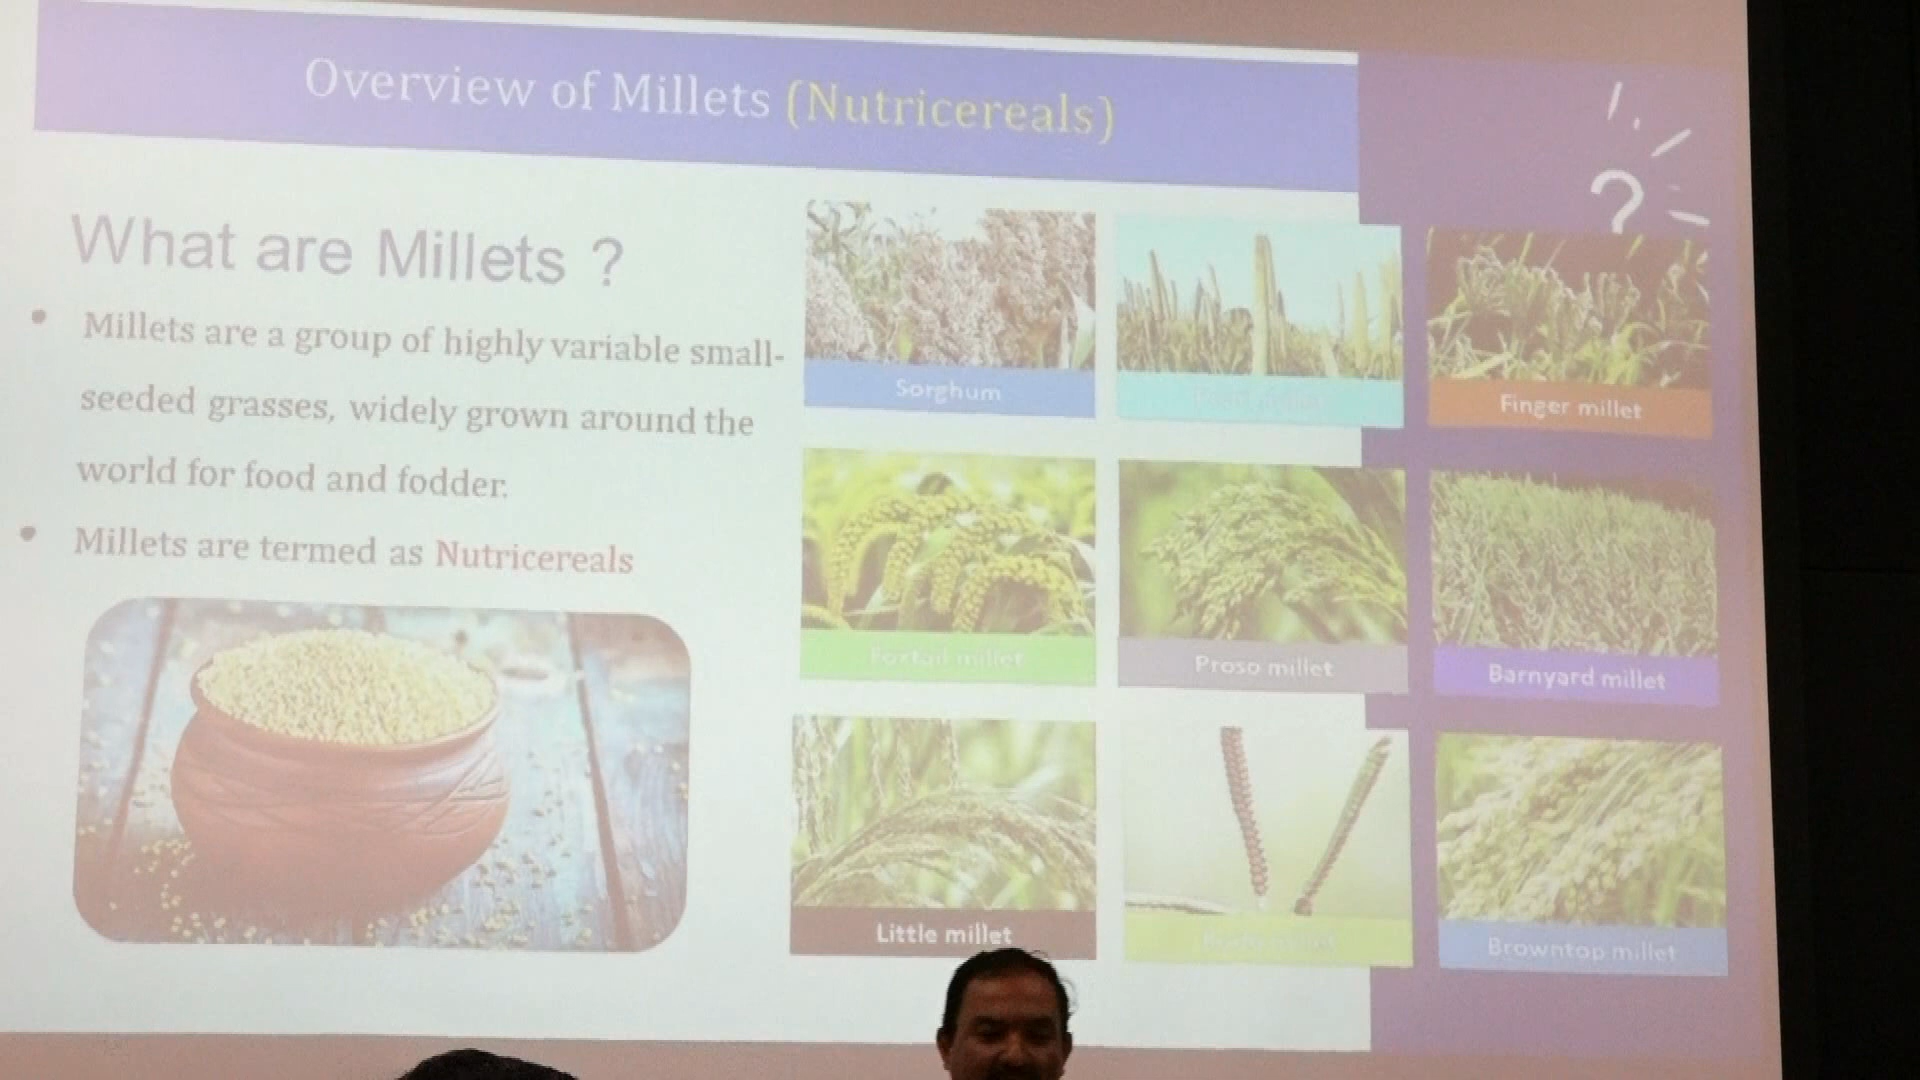 Overview of Millets (Nutricereals)
?
What are Millets ?
• Millets are a group of highly variable small-
seeded grasses, widely grown around the
world for food and fodder.
• Millets are termed as Nutricereals
Sorghum
Finger millet
Foxtail millet
Proso millet
Barnyard millet
Little millet
Browntop millet